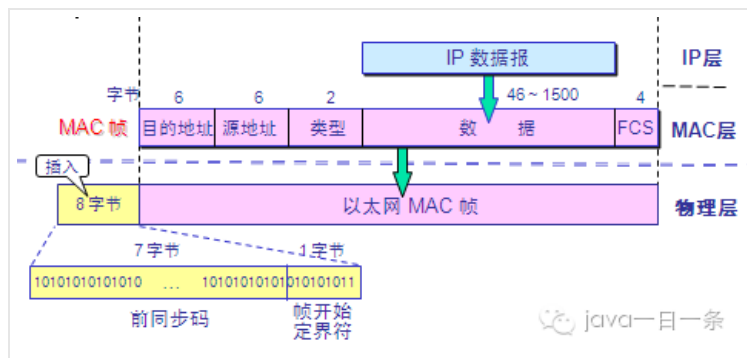 IP 数据报
IP层
字节 6 6 2 46~1500 4
MAC 帧 目的地址 源地址 类型 数 据 FCS MAC层
插入
8字节 以太网 MAC 帧 物理层
7字节 1字节
10101010101010 … 10101010101010101011
前同步码 帧开始
定界符
java一日一条